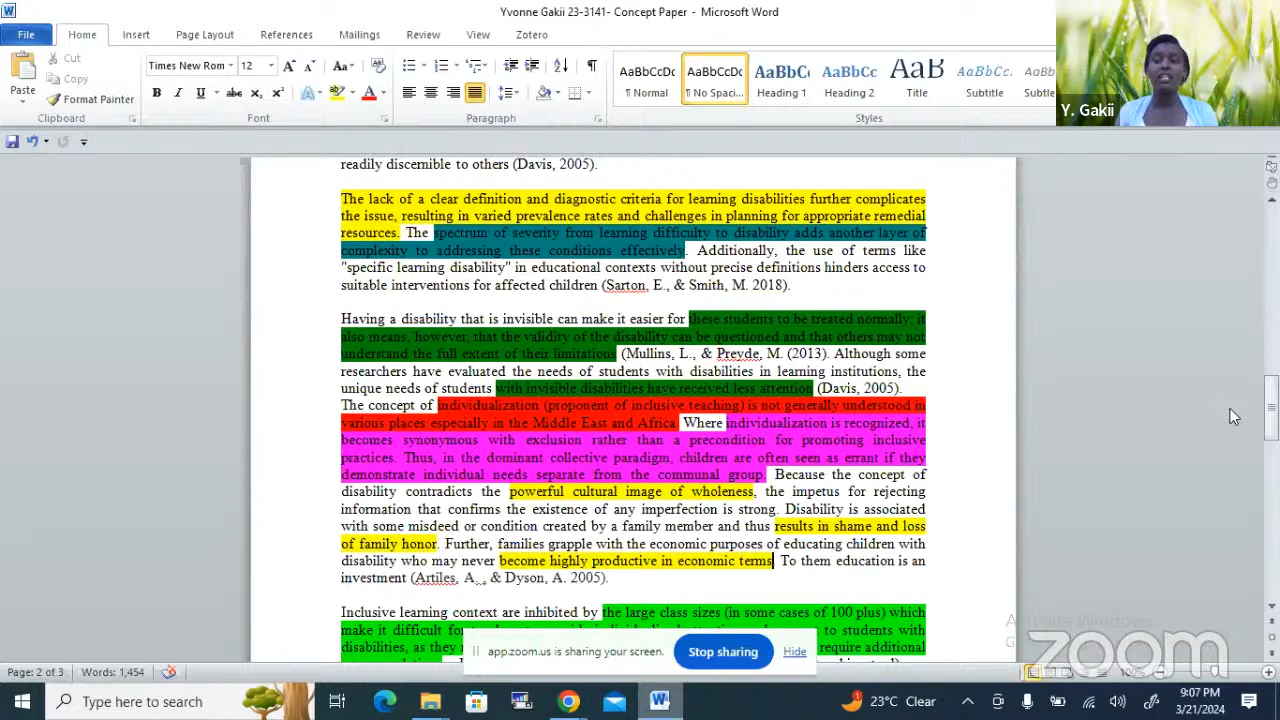 Yvonne Gakii 23-3141- Concept Paper - Microsoft Word
File Home Insert Page Layout References Mailings Review View Zotero
Cut
Copy
Format Painter
Paste
Clipboard
Times New Rom 12
Font
Paragraph
AaBbCcDc AaBbCcDc AaBbC AaBbCc AaB AaBbCcL AaBb
¶ Normal ¶ No Spaci... Heading 1 Heading 2 Title Subtitle Subtle
Styles
Y. Gakii
readily discernible to others (Davis, 2005).
The lack of a clear definition and diagnostic criteria for learning disabilities further complicates
the issue, resulting in varied prevalence rates and challenges in planning for appropriate remedial
resources. The spectrum of severity from learning difficulty to disability adds another layer of
complexity to addressing these conditions effectively. Additionally, the use of terms like
"specific learning disability" in educational contexts without precise definitions hinders access to
suitable interventions for affected children (Sarton, E., & Smith, M. 2018).
Having a disability that is invisible can make it easier for these students to be treated normally; it
also means, however, that the validity of the disability can be questioned and that others may not
understand the full extent of their limitations (Mullins, L., & Preyde, M. (2013). Although some
researchers have evaluated the needs of students with disabilities in learning institutions, the
unique needs of students with invisible disabilities have received less attention (Davis, 2005).
The concept of individualization (proponent of inclusive teaching) is not generally understood in
various places especially in the Middle East and Africa. Where individualization is recognized, it
becomes synonymous with exclusion rather than a precondition for promoting inclusive
practices. Thus, in the dominant collective paradigm, children are often seen as errant if they
demonstrate individual needs separate from the communal group. Because the concept of
disability contradicts the powerful cultural image of wholeness, the impetus for rejecting
information that confirms the existence of any imperfection is strong. Disability is associated
with some misdeed or condition created by a family member and thus results in shame and loss
of family honor. Further, families grapple with the economic purposes of educating children with
disability who may never become highly productive in economic terms. To them education is an
investment (Artiles, A., , & Dyson, A. 2005).
Inclusive learning context are inhibited by the large class sizes (in some cases of 100 plus) which
make it difficult for to students with
disabilities, as they require additional
app.zoom.us is sharing your screen. Stop sharing Hide
Activate Windows
zoom
Page: 2 of 3 Words: 1,454 100%
Type here to search
23°C Clear
9:07 PM
3/21/2024